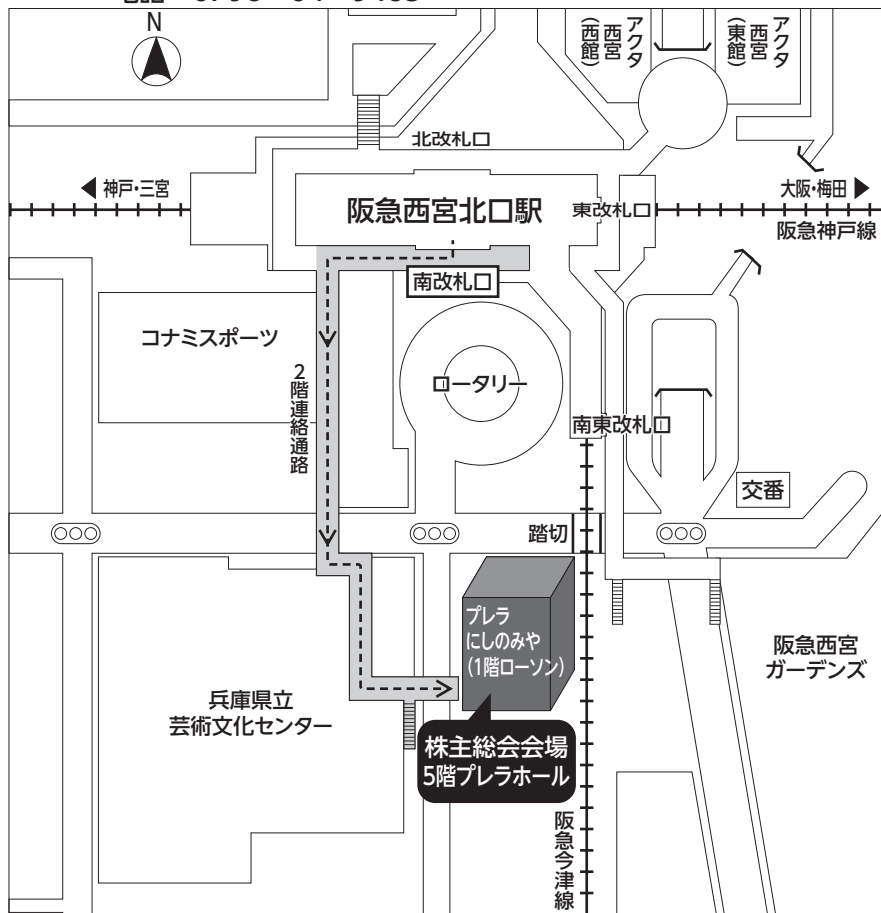 N
アクタ
西宮
(西館)
アクタ
西宮
(東館)
北改札口
神戸・三宮
阪急西宮北口駅
東改札口
大阪・梅田
阪急神戸線
南改札口
コナミスポーツ
2階連絡通路
ロータリー
南東改札口
交番
踏切
プレラ
にしのみや
(1階ローソン)
阪急西宮
ガーデンズ
兵庫県立
芸術文化センター
株主総会会場
5階プレラホール
阪急今津線